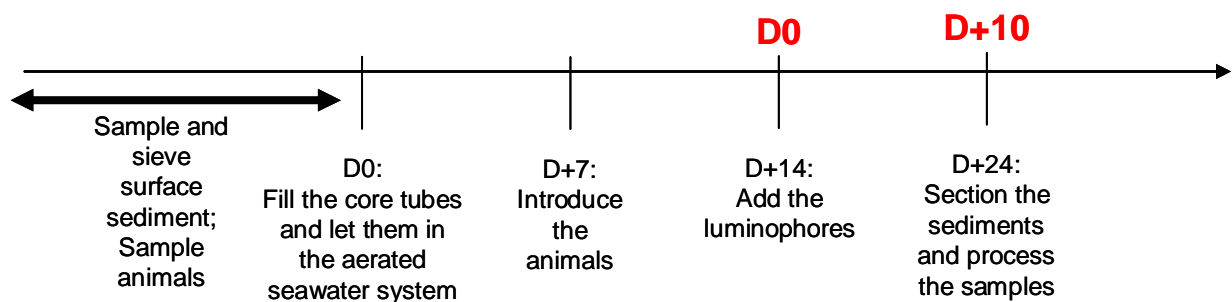 D0
D+10
Sample and
sieve
surface
sediment;
Sample
animals
D0:
Fill the core tubes
and let them in
the aerated
seawater system
D+7:
Introduce
the
animals
D+14:
Add the
luminophores
D+24:
Section the
sediments
and process
the samples